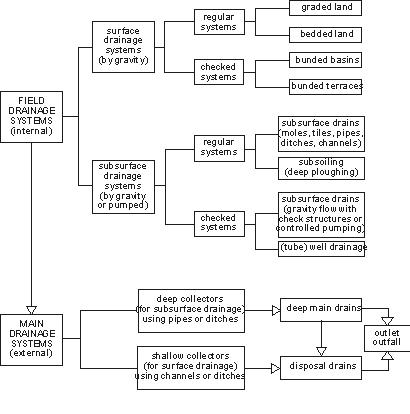 graded land
regular
systems
surface
drainage
systems
(by gravity)
bedded land
checked
systems
bunded basins
bunded terraces
FIELD
DRAINAGE
SYSTEMS
(internal)
regular
systems
subsurface drains
(moles, tiles, pipes,
ditches, channels)
subsoiling
(deep ploughing)
subsurface
drainage
systems
(by gravity
or pumped)
checked
systems
subsurface drains
(gravity flow with
check structures or
controlled pumping)
(tube) well drainage
MAIN
DRAINAGE
SYSTEMS
(external)
deep collectors
(for subsurface drainage)
using pipes or ditches
deep main drains
outlet
outfall
shallow collectors
(for surface drainage)
using channels or ditches
disposal drains